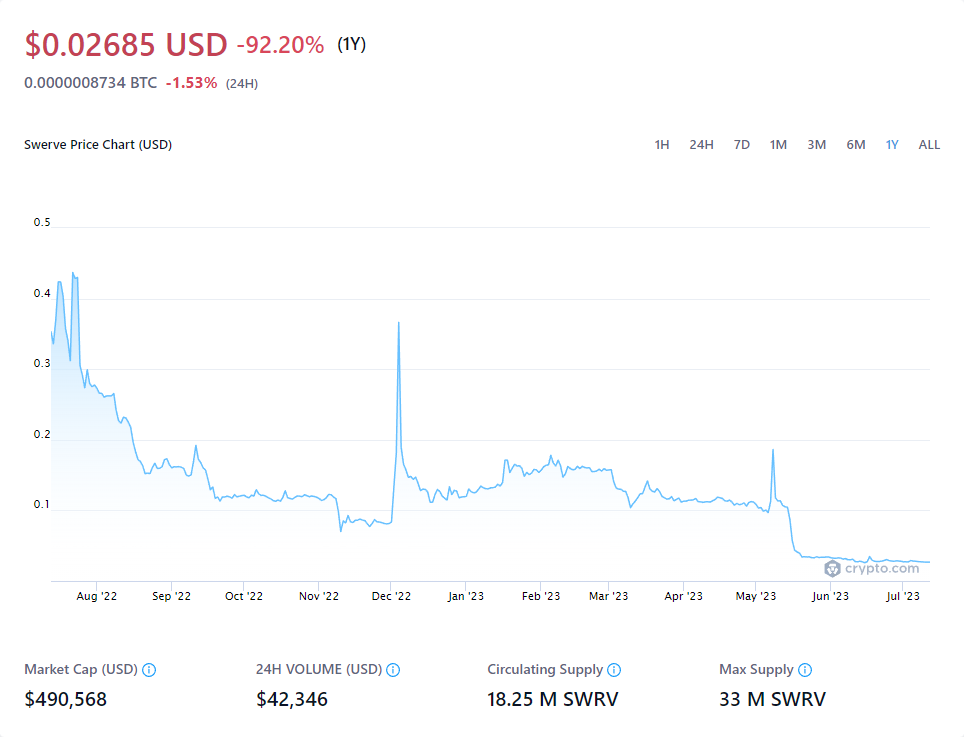 $0.02685 USD -92.20% (1Y)
0.0000008734 BTC -1.53% (24H)
Swerve Price Chart (USD) 1H 24H 7D 1M 3M 6M 1Y ALL
0.5
0.4
0.3
0.2
0.1
crypto.com
Aug '22 Sep '22 Oct '22 Nov '22 Dec '22 Jan '23 Feb '23 Mar '23 Apr '23 May '23 Jun '23 Jul '23
Market Cap (USD) 24H VOLUME (USD) Circulating Supply Max Supply
$490,568 $42,346 18.25 M SWRV 33 M SWRV